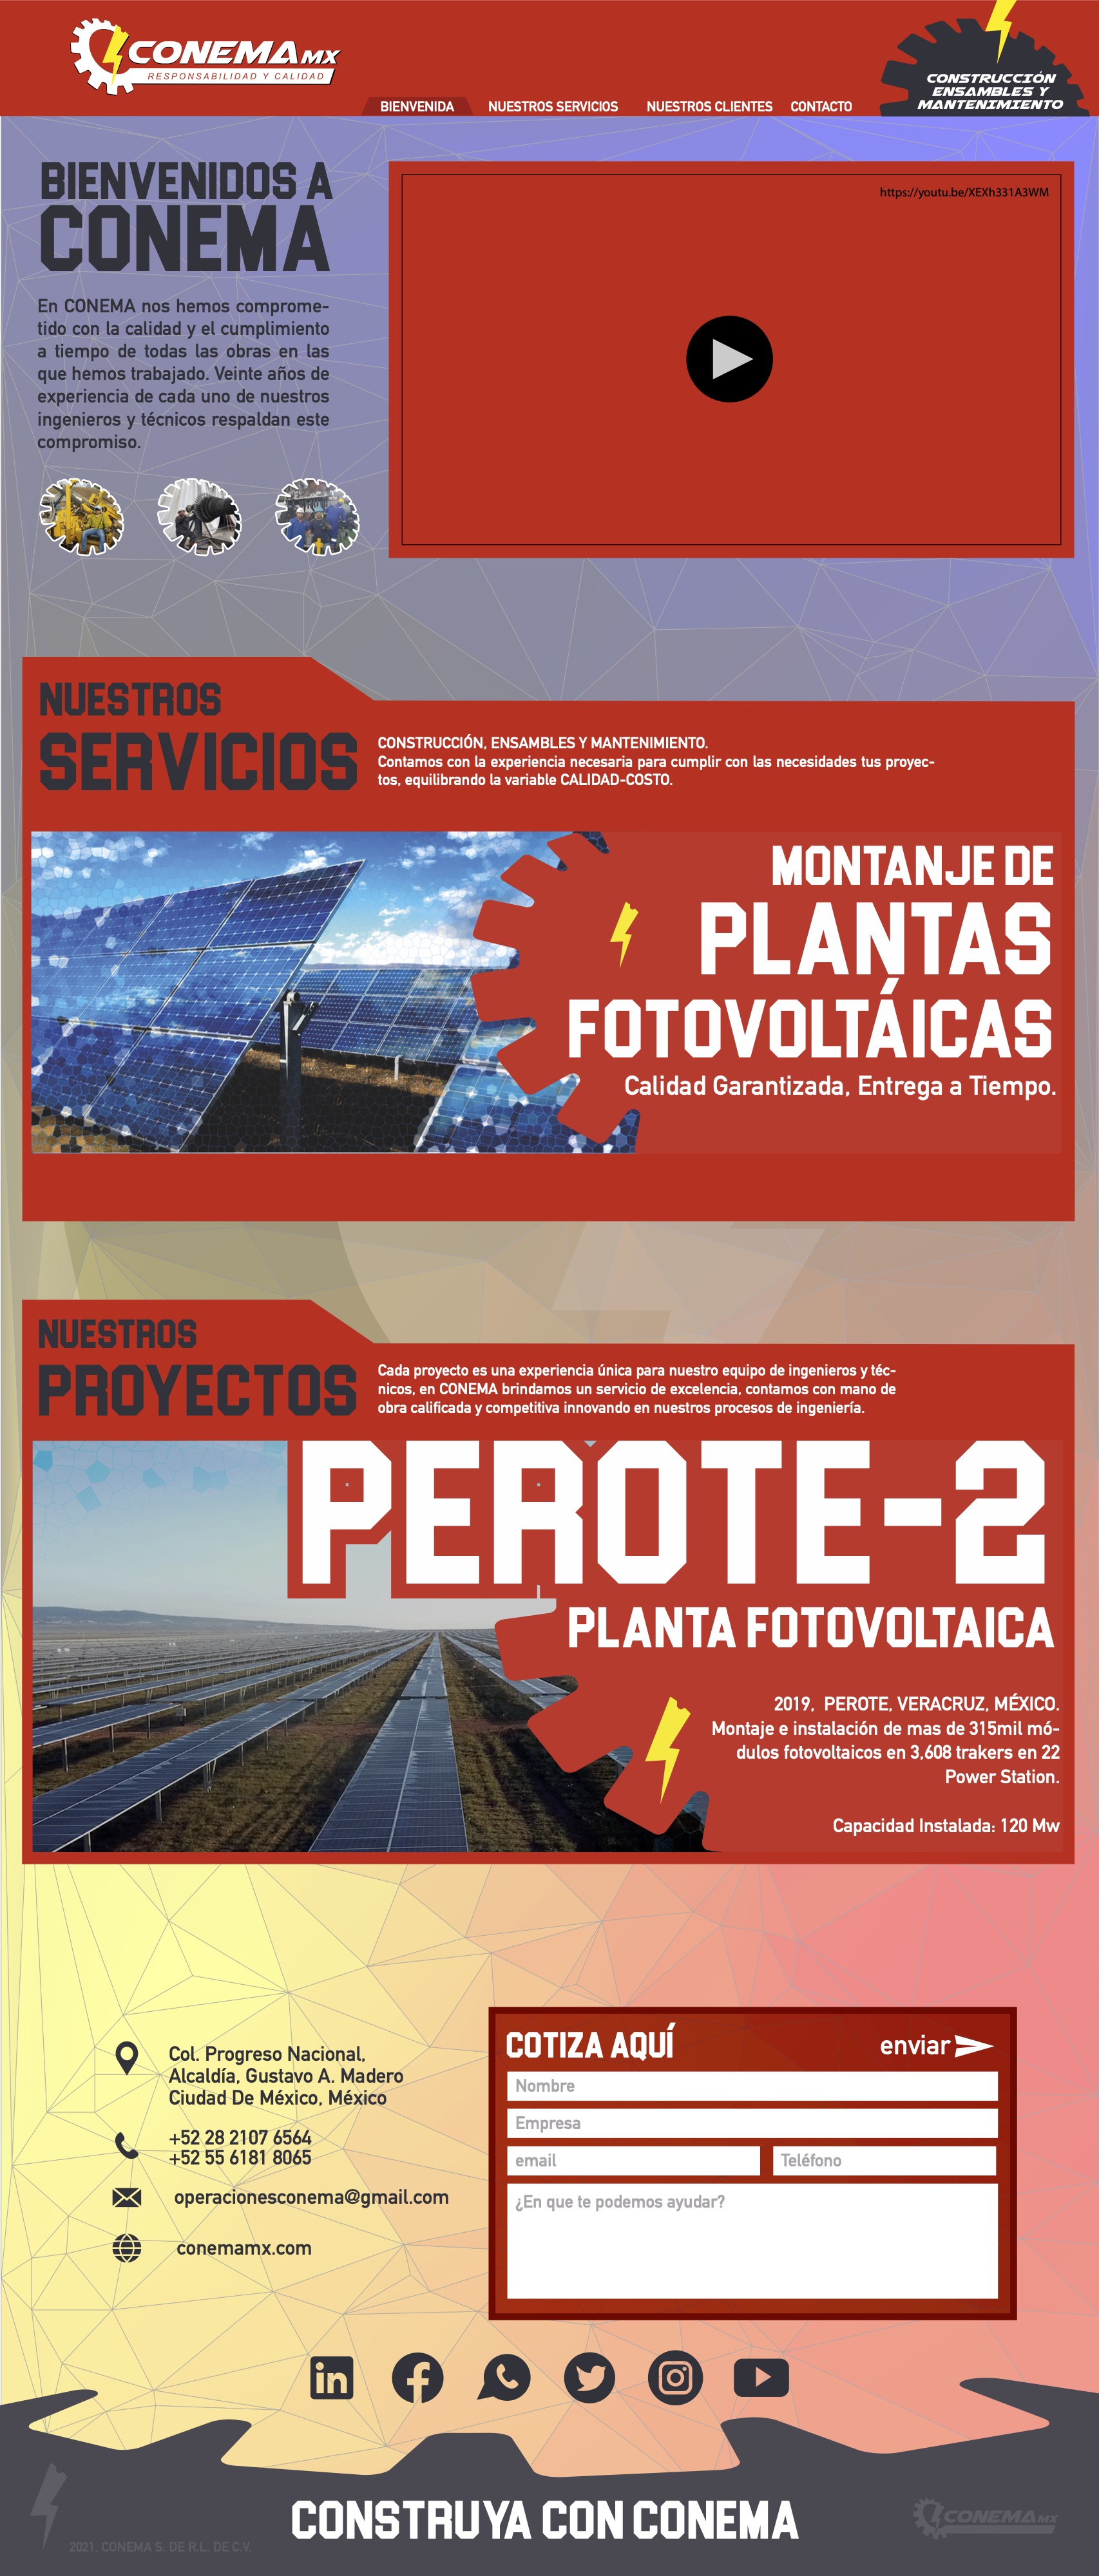 CONEMA MX
RESPONSABILIDAD Y CALIDAD
CONSTRUCCIÓN
ENSAMBLES Y
MANTENIMIENTO
BIENVENIDA NUESTROS SERVICIOS NUESTROS CLIENTES CONTACTO
BIENVENIDOS A
CONEMA
https://youtu.be/XEXh331A3WM
En CONEMA nos hemos comprome-
tido con la calidad y el cumplimiento
a tiempo de todas las obras en las
que hemos trabajado. Veinte años de
experiencia de cada uno de nuestros
ingenieros y técnicos respaldan este
compromiso.
NUESTROS
SERVICIOS
CONSTRUCCIÓN, ENSAMBLES Y MANTENIMIENTO.
Contamos con la experiencia necesaria para cumplir con las necesidades tus proyec-
tos, equilibrando la variable CALIDAD-COSTO.
MONTANJE DE
PLANTAS
FOTOVOLTÁICAS
Calidad Garantizada, Entrega a Tiempo.
NUESTROS
PROYECTOS
Cada proyecto es una experiencia única para nuestro equipo de ingenieros y téc-
nicos, en CONEMA brindamos un servicio de excelencia, contamos con mano de
obra calificada y competitiva innovando en nuestros procesos de ingeniería.
PEROTE-2
PLANTA FOTOVOLTAICA
2019, PEROTE, VERACRUZ, MÉXICO.
Montaje e instalación de mas de 315mil mó-
dulos fotovoltaicos en 3,608 trakers en 22
Power Station.
Capacidad Instalada: 120 Mw
Col. Progreso Nacional,
Alcaldía, Gustavo A. Madero
Ciudad De México, México
+52 28 2107 6564
+52 55 6181 8065
operacionesconema@gmail.com
conemamx.com
COTIZA AQUÍ
enviar
Nombre
Empresa
email
Teléfono
¿En que te podemos ayudar?
in
CONSTRUYA CON CONEMA
2021, CONEMA S. DE R.L. DE C.V.
CONEMA MX